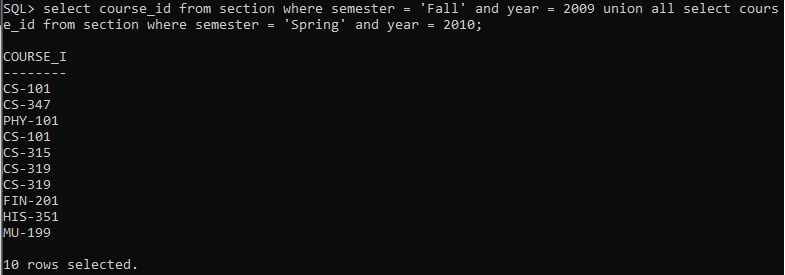 SQL> select course_id from section where semester = 'Fall' and year = 2009 union all select cours
e_id from section where semester = 'Spring' and year = 2010;
COURSE_I
--------
CS-101
CS-347
PHY-101
CS-101
CS-315
CS-319
CS-319
FIN-201
HIS-351
MU-199
10 rows selected.